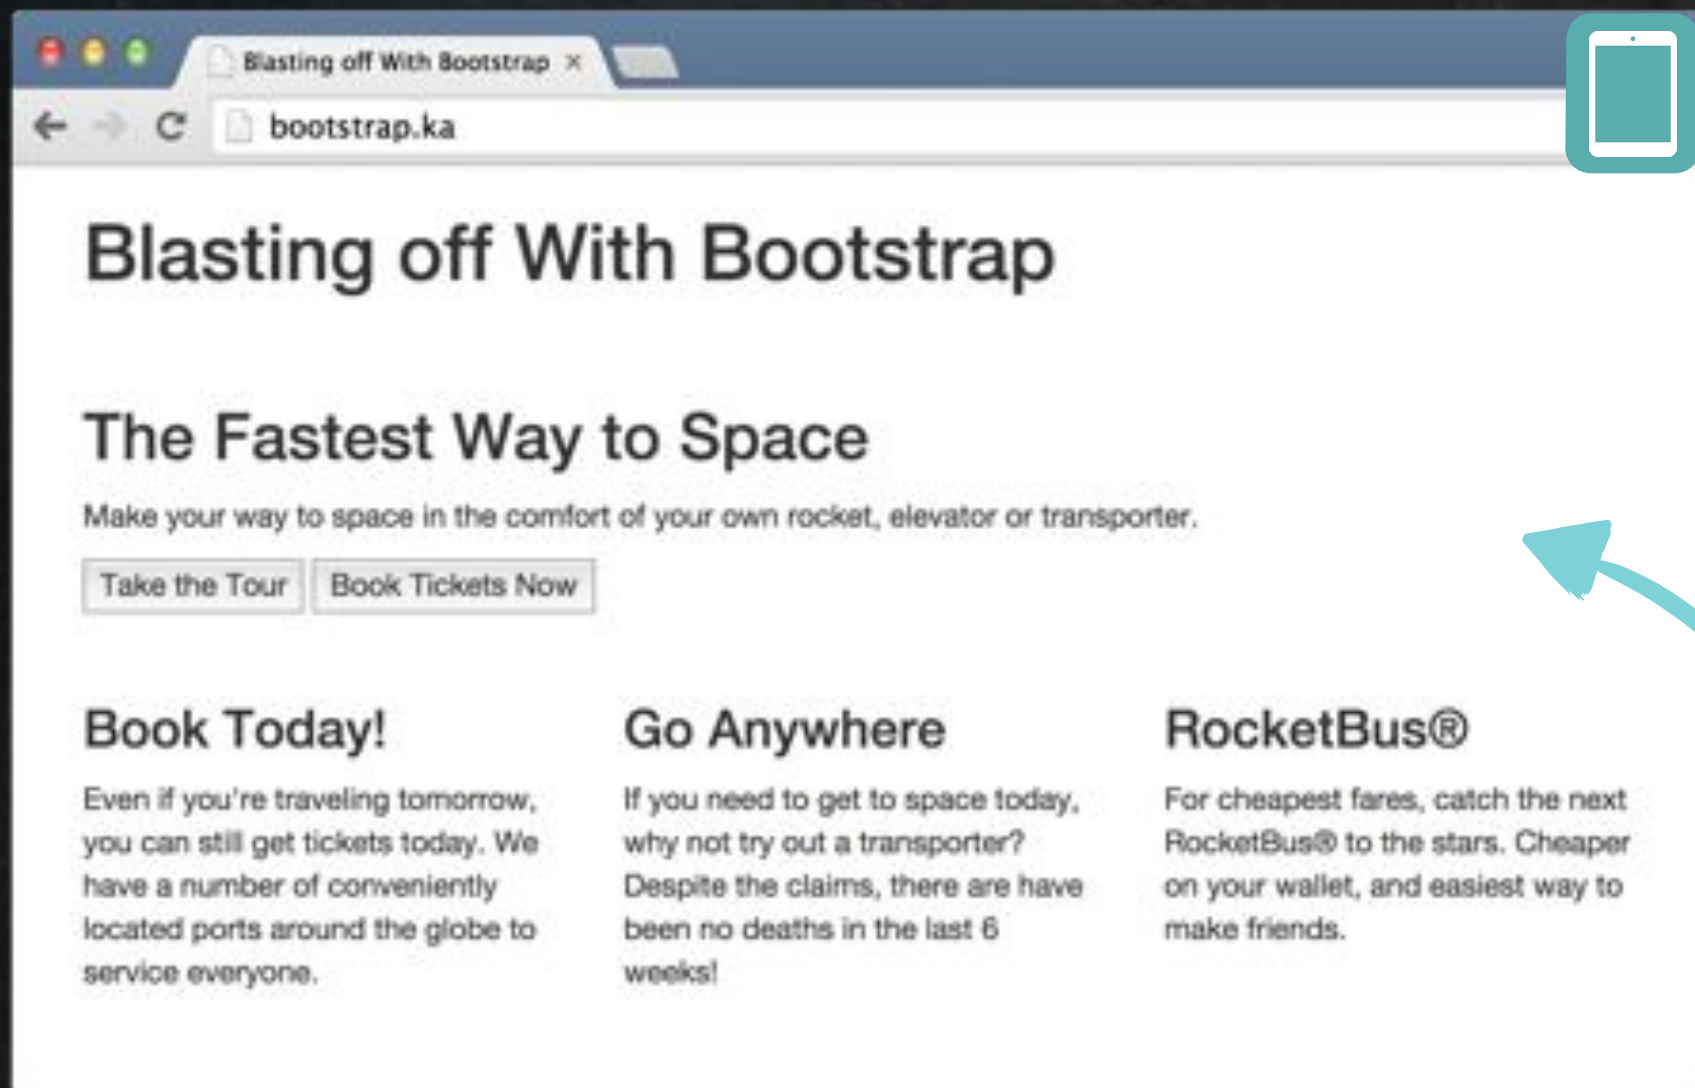 Blasting off With Bootstrap ×
bootstrap.ka
Blasting off With Bootstrap
The Fastest Way to Space
Make your way to space in the comfort of your own rocket, elevator or transporter.
Take the Tour Book Tickets Now
Book Today!
Even if you're traveling tomorrow,
you can still get tickets today. We
have a number of conveniently
located ports around the globe to
service everyone.
Go Anywhere
If you need to get to space today,
why not try out a transporter?
Despite the claims, there are have
been no deaths in the last 6
weeks!
RocketBus®
For cheapest fares, catch the next
RocketBus® to the stars. Cheaper
on your wallet, and easiest way to
make friends.